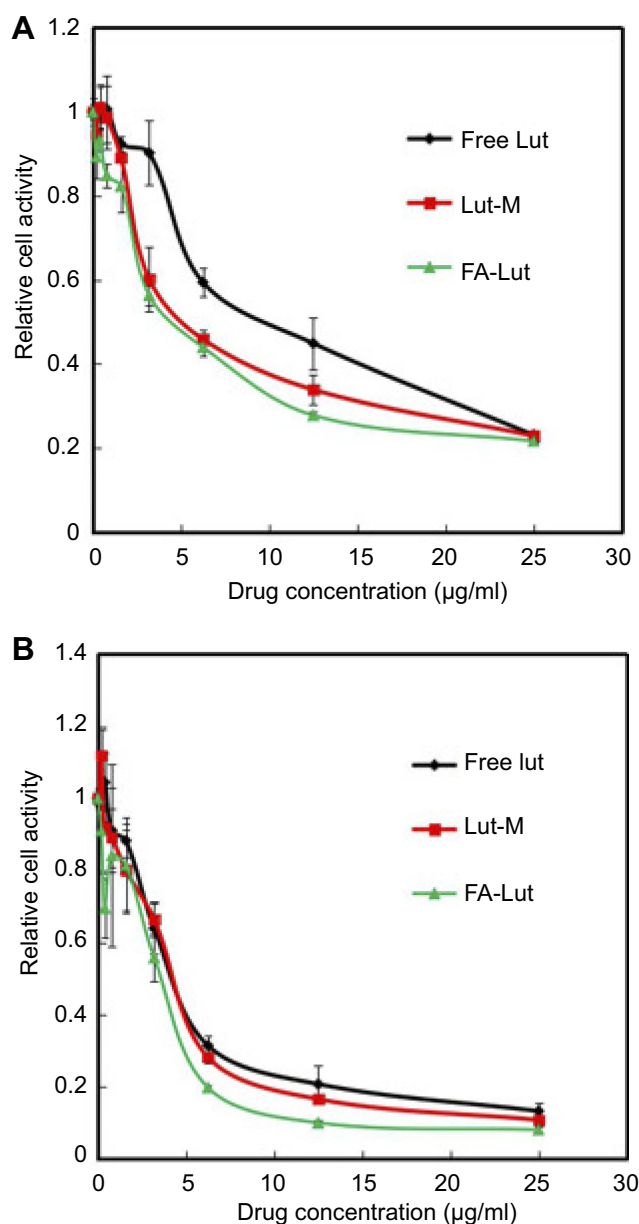 A
1.2
1
0.8
0.6
0.4
0.2
0
Relative cell activity
Free Lut
Lut-M
FA-Lut
0 5 10 15 20 25 30
Drug concentration (µg/ml)
B
1.4
1.2
1
0.8
0.6
0.4
0.2
0
Relative cell activity
Free lut
Lut-M
FA-Lut
0 5 10 15 20 25 30
Drug concentration (µg/ml)